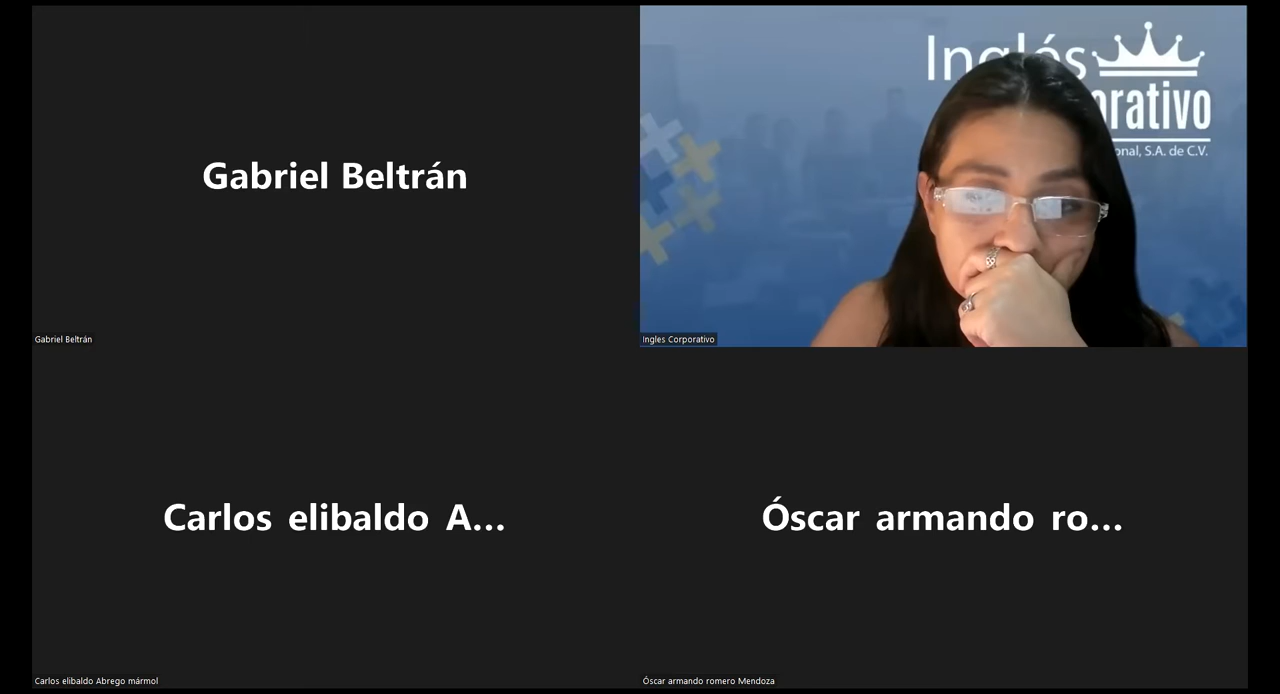 Gabriel Beltrán
Gabriel Beltrán
Inglés
orativo
onal, S.A. de C.V.
Ingles Corporativo
Carlos elibaldo A...
Carlos elibaldo Abrego mármol
Óscar armando ro...
Óscar armando romero Mendoza